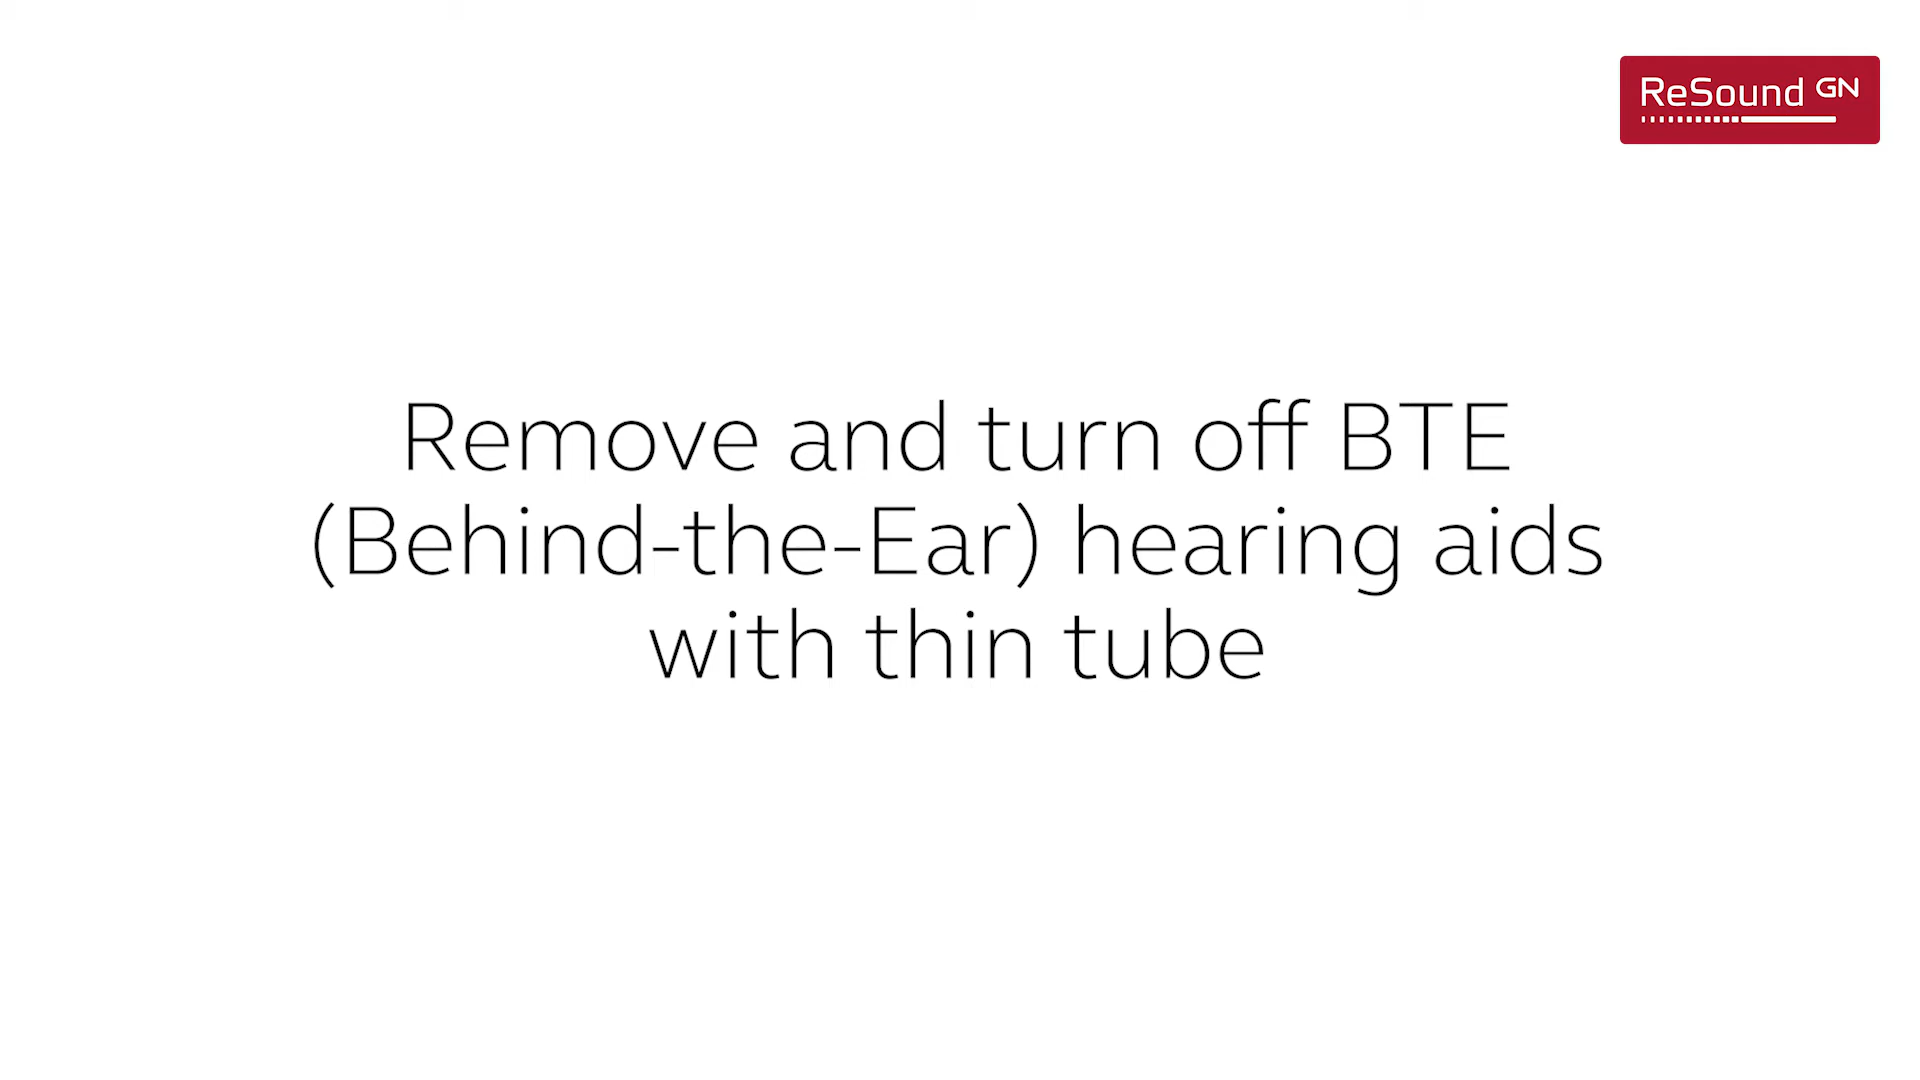 ReSound GN
Remove and turn off BTE
(Behind-the-Ear) hearing aids
with thin tube